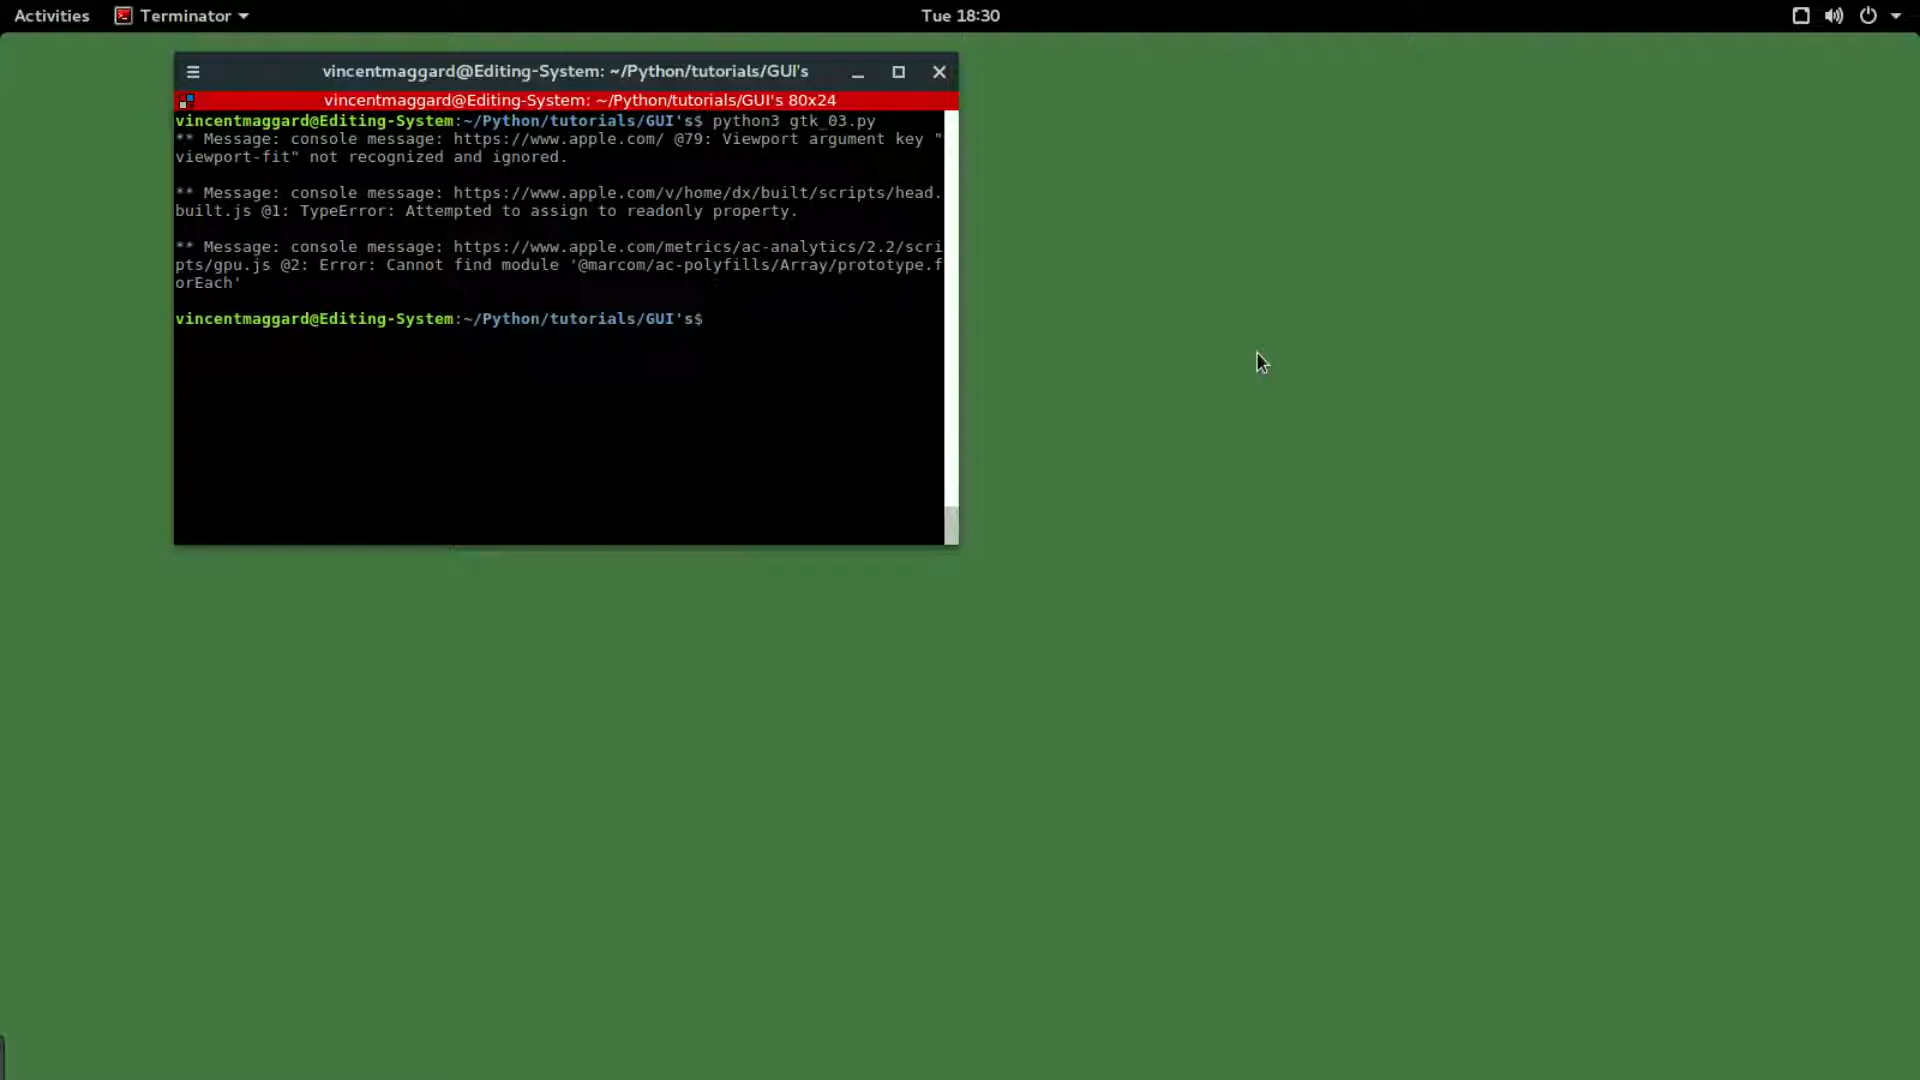 Activities Terminator Tue 18:30
vincentmaggard@Editing-System: ~/Python/tutorials/GUI's
vincentmaggard@Editing-System: ~/Python/tutorials/GUI's 80x24
vincentmaggard@Editing-System:~/Python/tutorials/GUI's$ python3 gtk_03.py
** Message: console message: https://www.apple.com/ @79: Viewport argument key "
viewport-fit" not recognized and ignored.
** Message: console message: https://www.apple.com/v/home/dx/built/scripts/head.
built.js @1: TypeError: Attempted to assign to readonly property.
** Message: console message: https://www.apple.com/metrics/ac-analytics/2.2/scri
pts/gpu.js @2: Error: Cannot find module '@marcom/ac-polyfills/Array/prototype.f
orEach'
vincentmaggard@Editing-System:~/Python/tutorials/GUI's$